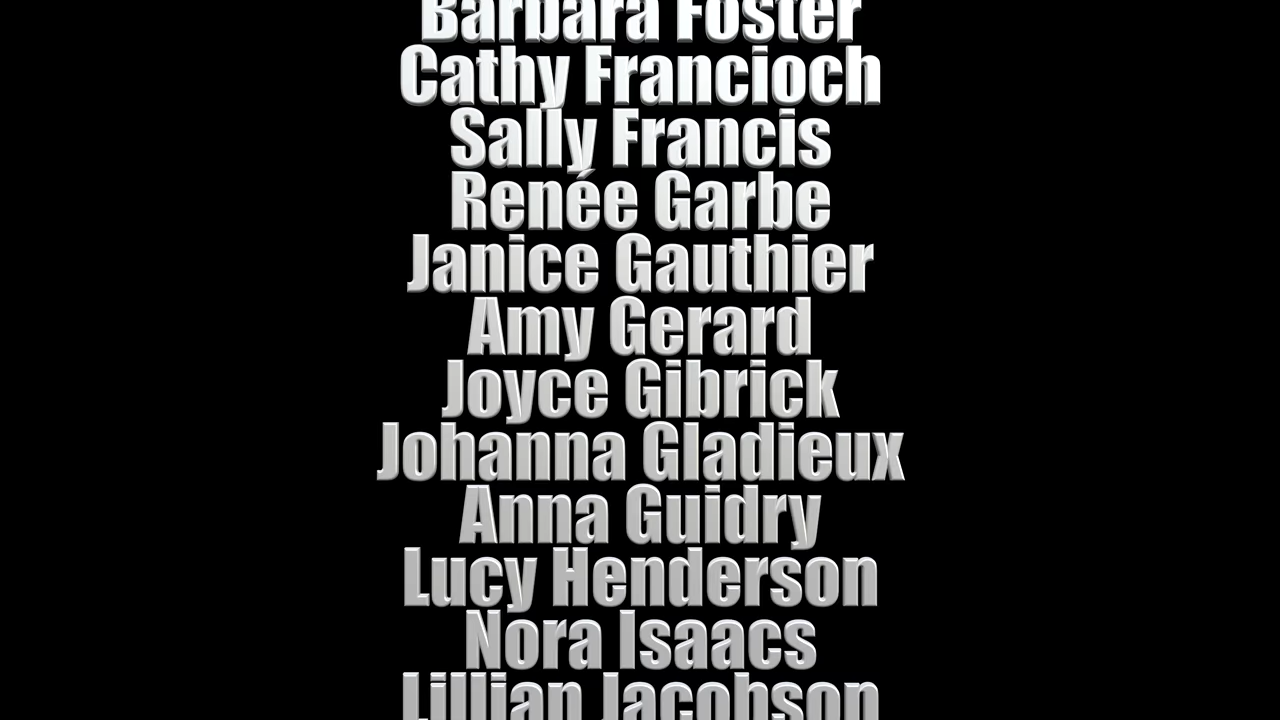 Barbara Foster
Cathy Francioch
Sally Francis
Renée Garbe
Janice Gauthier
Amy Gerard
Joyce Gibrick
Johanna Gladieux
Anna Guidry
Lucy Henderson
Nora Isaacs
Lillian Jacobson